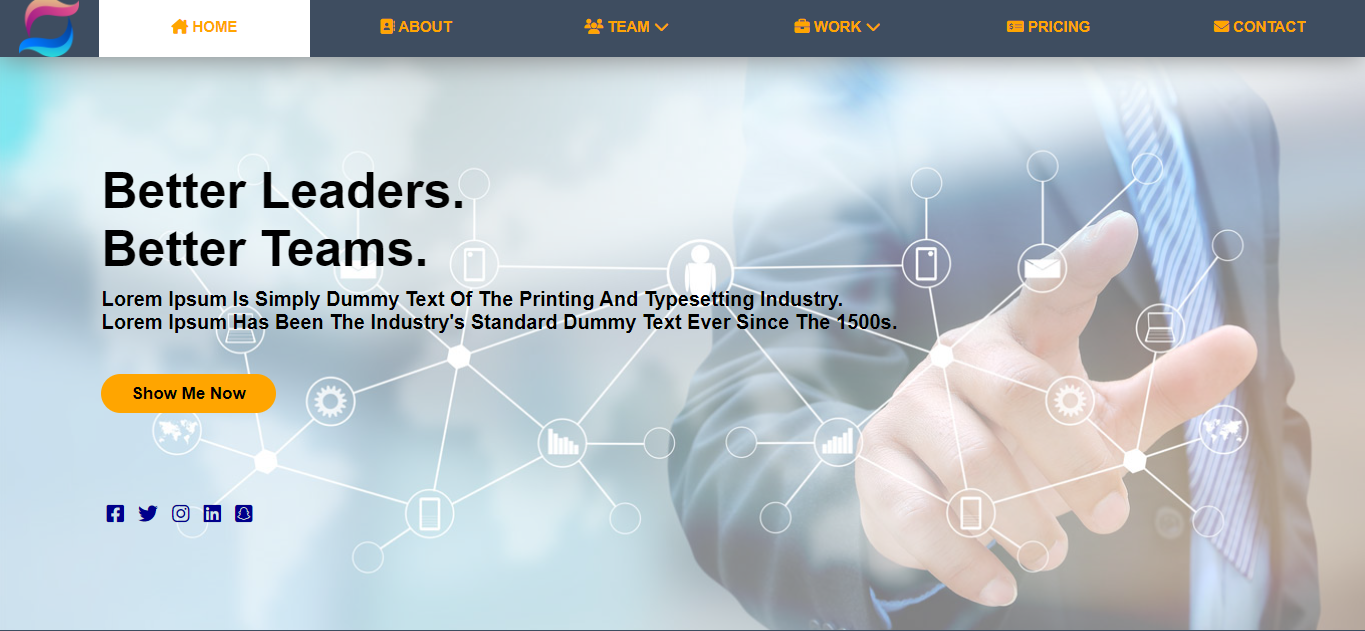 HOME
ABOUT
TEAM
WORK
PRICING
CONTACT
Better Leaders.
Better Teams.
Lorem Ipsum Is Simply Dummy Text Of The Printing And Typesetting Industry.
Lorem Ipsum Has Been The Industry's Standard Dummy Text Ever Since The 1500s.
Show Me Now